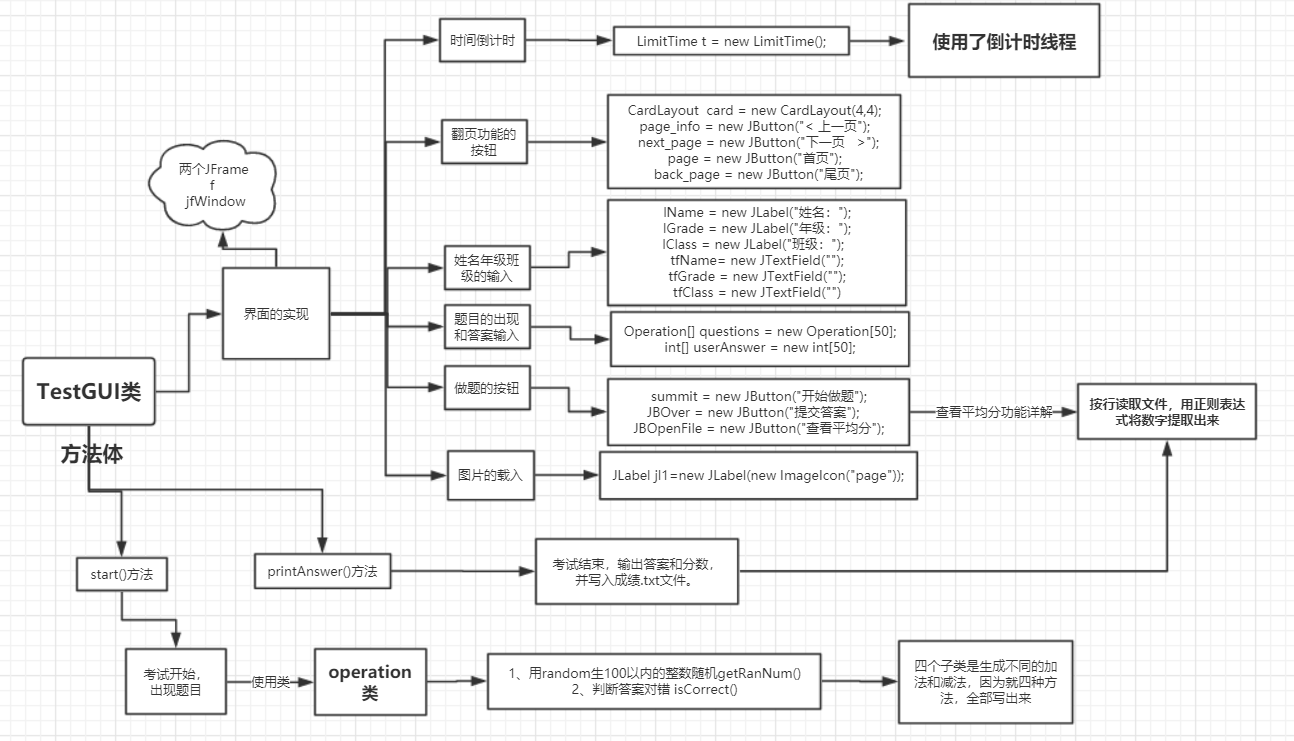 时间倒计时
LimitTime t = new LimitTime();
使用了倒计时线程
翻页功能的
按钮
CardLayout card = new CardLayout(4,4);
page_info = new JButton("< 上一页");
next_page = new JButton("下一页 >");
page = new JButton("首页");
back_page = new JButton("尾页");
两个JFrame
f
jfWindow
姓名年级班
级的输入
lName = new JLabel("姓名：");
lGrade = new JLabel("年级：");
lClass = new JLabel("班级：");
tfName= new JTextField("");
tfGrade = new JTextField("");
tfClass = new JTextField("")
界面的实现
题目的出现
和答案输入
Operation[] questions = new Operation[50];
int[] userAnswer = new int[50];
TestGUI类
做题的按钮
summit = new JButton("开始做题");
JBOver = new JButton("提交答案");
JBOpenFile = new JButton("查看平均分");
查看平均分功能详解
按行读取文件，用正则表达
式将数字提取出来
方法体
图片的载入
JLabel jl1=new JLabel(new ImageIcon("page"));
start()方法
printAnswer()方法
考试结束，输出答案和分数，
并写入成绩.txt文件。
考试开始，
出现题目
使用类
operation
类
1、用random生100以内的整数随机getRanNum()
2、判断答案对错 isCorrect()
四个子类是生成不同的加
法和减法，因为就四种方
法，全部写出来